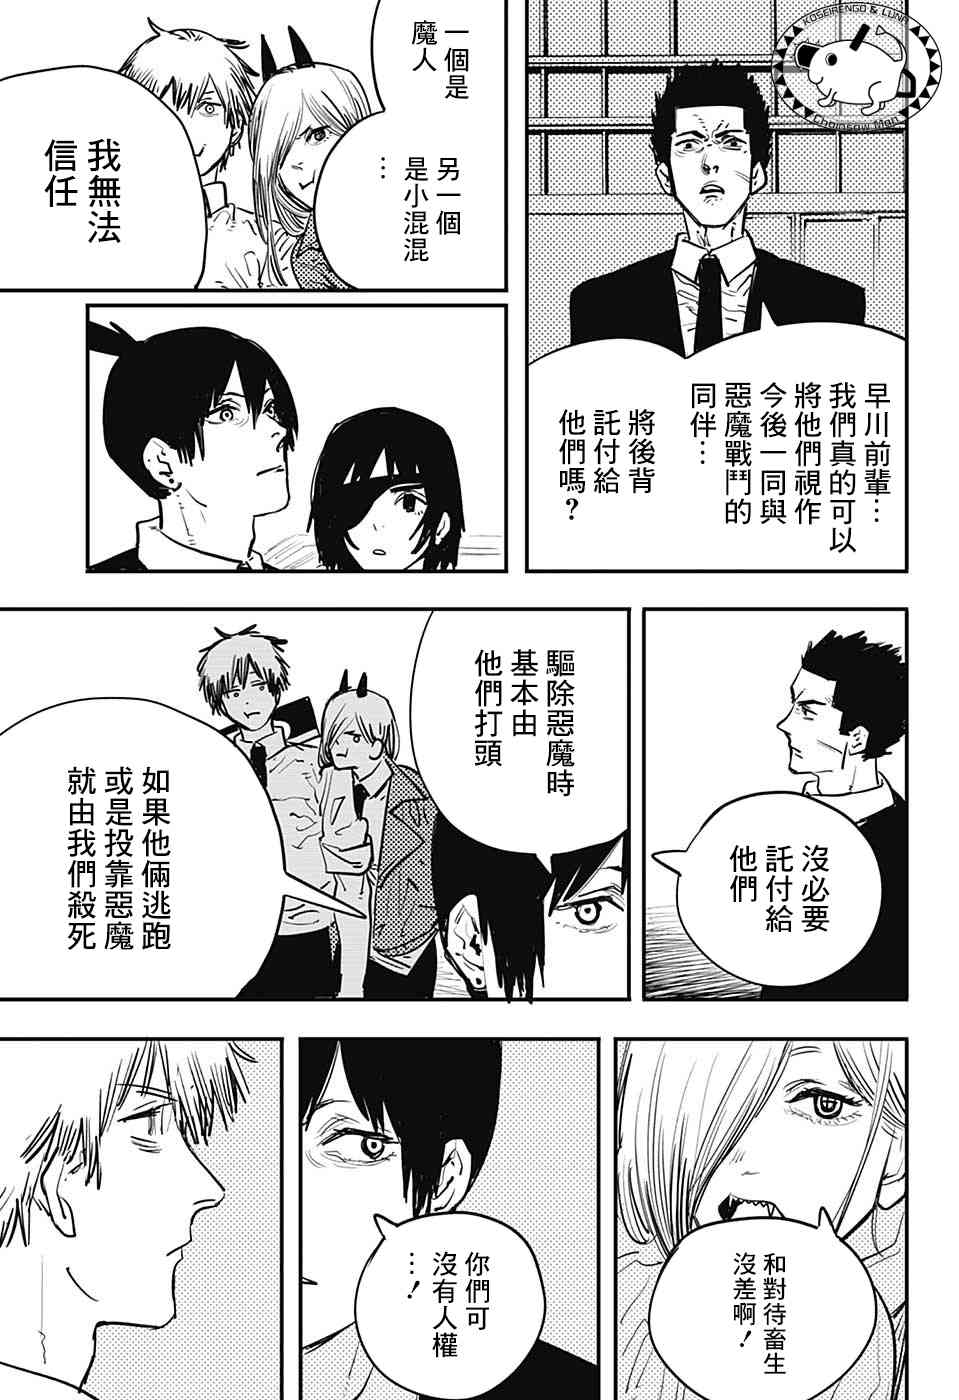 KOSEIRENGO & LUNA
Chainsaw Man
早川前輩…
我們真的可以
將他們視作
今後一同與
惡魔戰鬥的
同伴…
將後背
託付給
他們嗎?
一個是
魔人
另一個
是小混混
…
我無法
信任
沒必要
託付給
他們
驅除惡魔時
基本由
他們打頭
如果他倆逃跑
或是投靠惡魔
就由我們殺死
和對待畜生
沒差啊!
你們可
沒有人權
…!